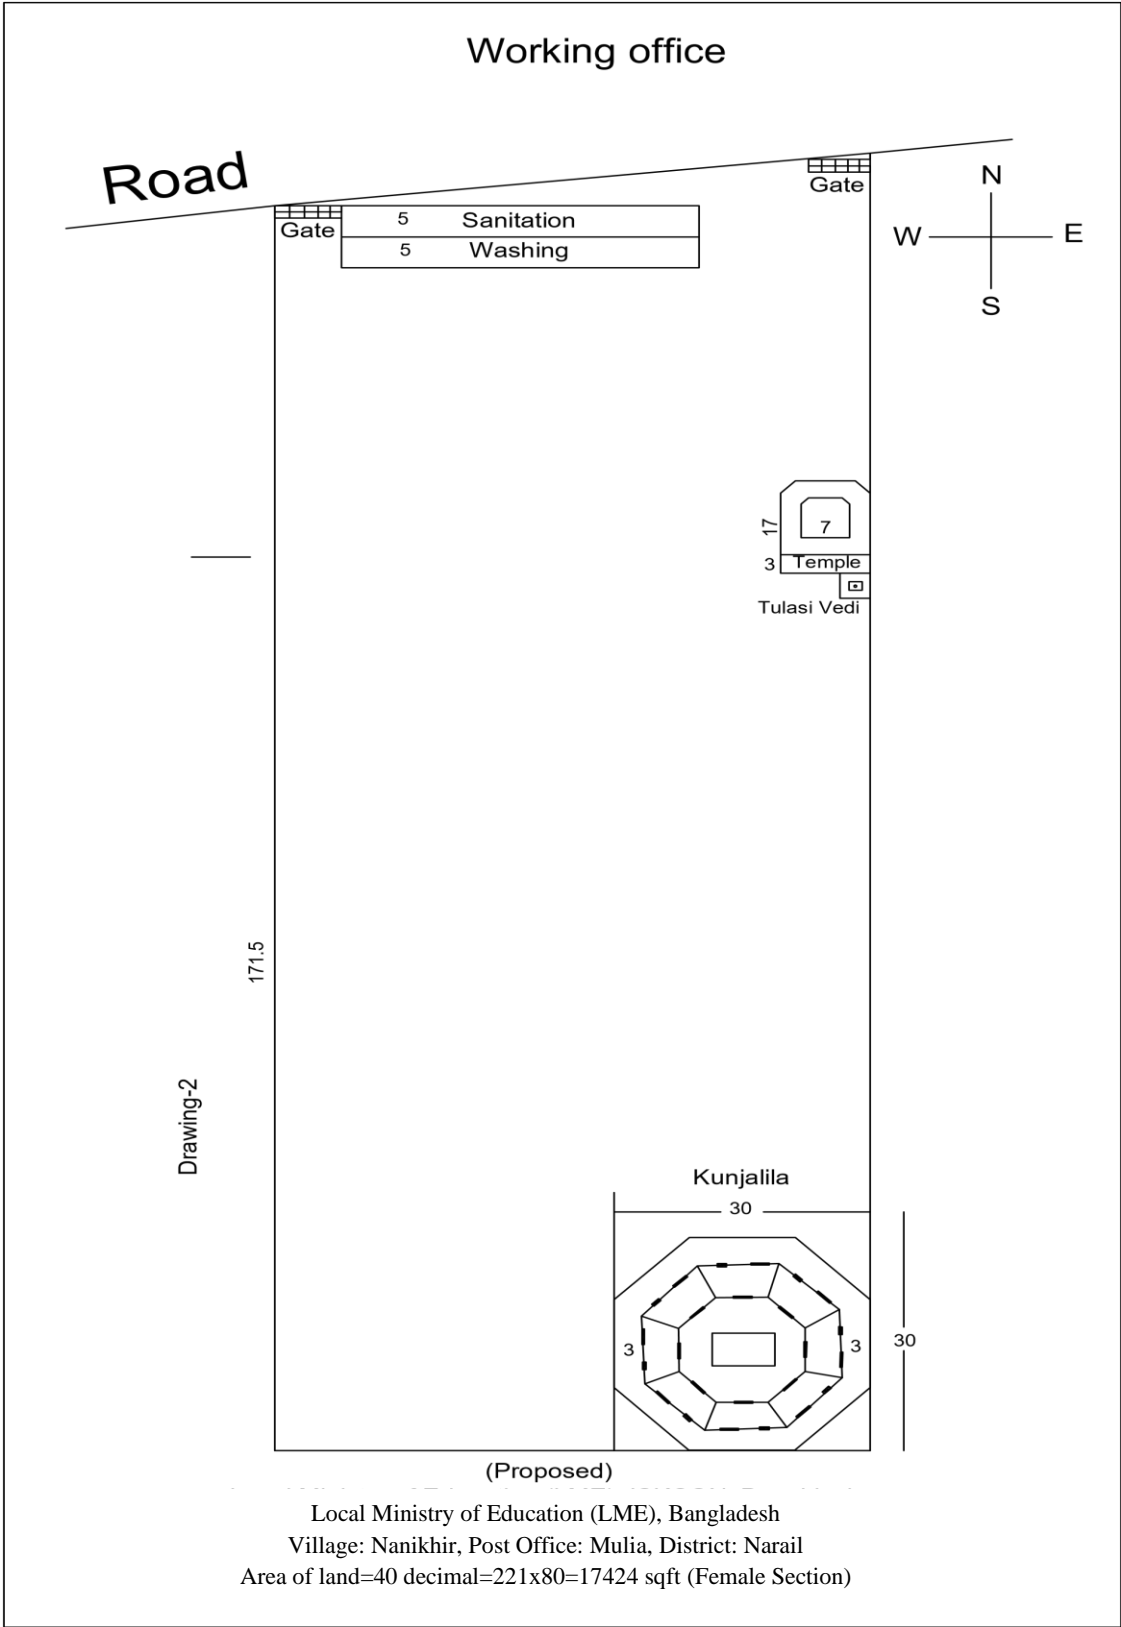 Working office
Road
Gate
N
W E
S
Gate
5 Sanitation
5 Washing
17
7
3 Temple
Tulasi Vedi
171.5
Drawing-2
Kunjalila
30
3
3
30
(Proposed)
Local Ministry of Education (LME), Bangladesh
Village: Nanikhir, Post Office: Mulia, District: Narail
Area of land=40 decimal=221x80=17424 sqft (Female Section)